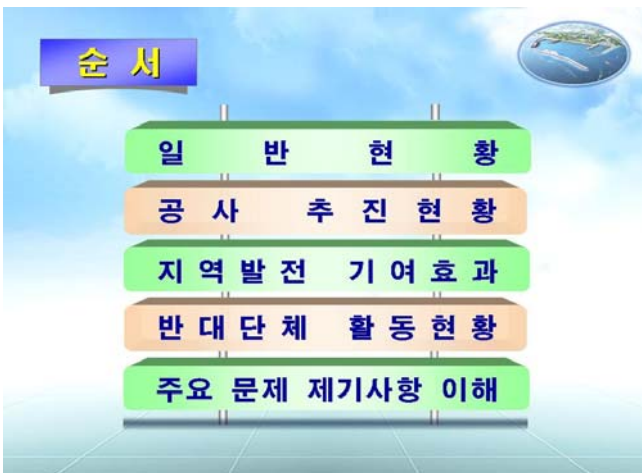 순 서
일 반 현 황
공 사 추 진 현 황
지 역 발 전 기 여 효 과
반 대 단 체 활 동 현 황
주요 문제 제기사항 이해